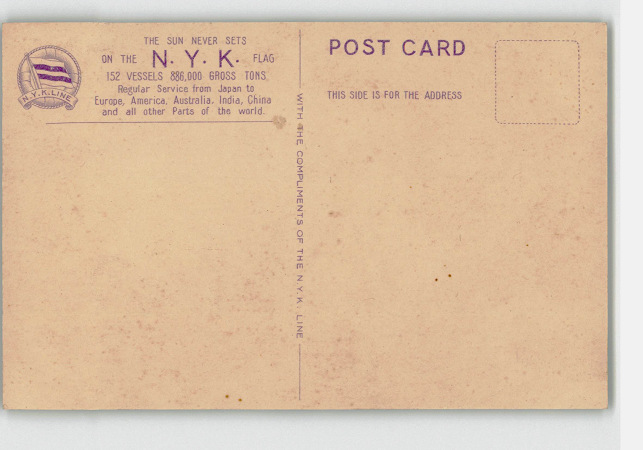 THE SUN NEVER SETS
ON THE N. Y. K. FLAG
152 VESSELS 886,000 GROSS TONS
Regular Service from Japan to
Europe, America, Australia, India, China
and all other Parts of the world.
N.Y.K.LINE
WITH THE COMPLIMENTS OF THE N.Y.K. LINE
POST CARD
THIS SIDE IS FOR THE ADDRESS